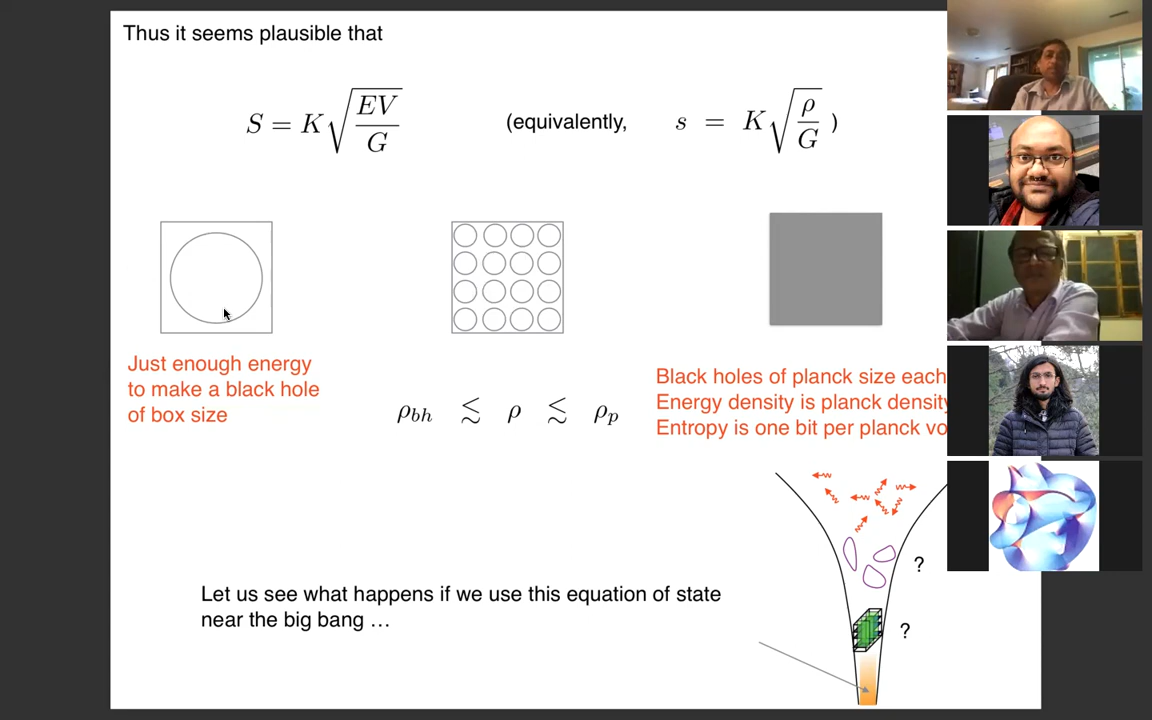 Thus it seems plausible that
S = K√(EV/G) (equivalently, s = K√(ρ/G) )
Just enough energy
to make a black hole
of box size
ρ_bh ≲ ρ ≲ ρ_p
Black holes of planck size each
Energy density is planck density
Entropy is one bit per planck vo
?
?
Let us see what happens if we use this equation of state
near the big bang …